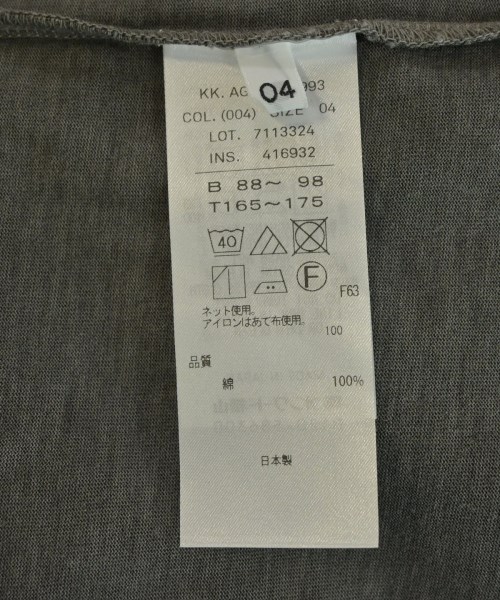 KK. AG 993
04
COL. (004) SIZE 04
LOT. 7113324
INS. 416932
B 88〜 98
T165〜175
40
F
F63
ネット使用。
アイロンはあて布使用。
100
品質
綿 100%
日本製